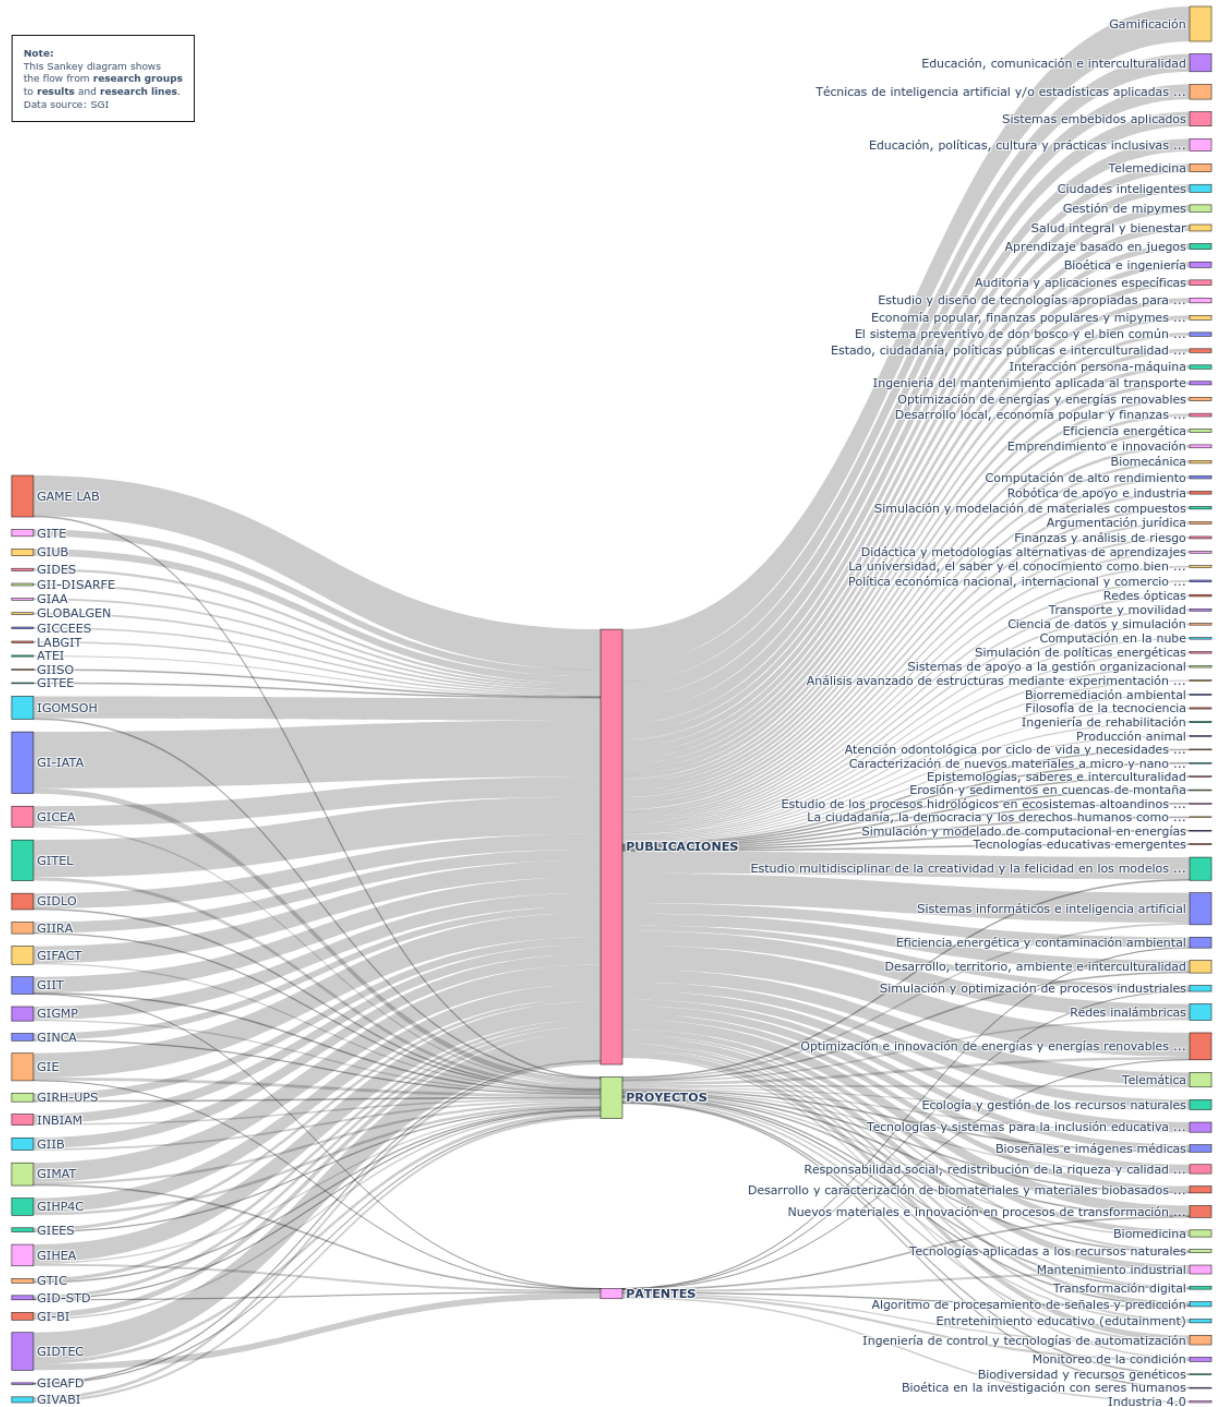 Note:
This Sankey diagram shows
the flow from research groups
to results and research lines.
Data source: SGI
GAME LAB
GITE
GIUB
GIDES
GII-DISARFE
GIAA
GLOBALGEN
GICCEES
LABGIT
ATEI
GIISO
GITEE
IGOMSOH
GI-IATA
GICEA
GITEL
GIDLO
GIIRA
GIFACT
GIIT
GIGMP
GINCA
GIE
GIRH-UPS
INBIAM
GIIB
GIMAT
GIHP4C
GIEES
GIHEA
GTIC
GID-STD
GI-BI
GIDTEC
GICAFD
GIVABI
PUBLICACIONES
PROYECTOS
PATENTES
Gamificación
Educación, comunicación e interculturalidad
Técnicas de inteligencia artificial y/o estadísticas aplicadas ...
Sistemas embebidos aplicados
Educación, políticas, cultura y prácticas inclusivas ...
Telemedicina
Ciudades inteligentes
Gestión de mipymes
Salud integral y bienestar
Aprendizaje basado en juegos
Bioética e ingeniería
Auditoria y aplicaciones específicas
Estudio y diseño de tecnologías apropiadas para ...
Economía popular, finanzas populares y mipymes ...
El sistema preventivo de don bosco y el bien común ...
Estado, ciudadanía, políticas públicas e interculturalidad ...
Interacción persona-máquina
Ingeniería del mantenimiento aplicada al transporte
Optimización de energías y energías renovables
Desarrollo local, economía popular y finanzas ...
Eficiencia energética
Emprendimiento e innovación
Biomecánica
Computación de alto rendimiento
Robótica de apoyo e industria
Simulación y modelación de materiales compuestos
Argumentación jurídica
Finanzas y análisis de riesgo
Didáctica y metodologías alternativas de aprendizajes
La universidad, el saber y el conocimiento como bien ...
Política económica nacional, internacional y comercio ...
Redes ópticas
Transporte y movilidad
Ciencia de datos y simulación
Computación en la nube
Simulación de políticas energéticas
Sistemas de apoyo a la gestión organizacional
Análisis avanzado de estructuras mediante experimentación ...
Biorremediación ambiental
Filosofía de la tecnociencia
Ingeniería de rehabilitación
Producción animal
Atención odontológica por ciclo de vida y necesidades ...
Caracterización de nuevos materiales a micro y nano ...
Epistemologías, saberes e interculturalidad
Erosión y sedimentos en cuencas de montaña
Estudio de los procesos hidrológicos en ecosistemas altoandinos ...
La ciudadanía, la democracia y los derechos humanos como ...
Simulación y modelado de computacional en energías
Tecnologías educativas emergentes
Estudio multidisciplinar de la creatividad y la felicidad en los modelos ...
Sistemas informáticos e inteligencia artificial
Eficiencia energética y contaminación ambiental
Desarrollo, territorio, ambiente e interculturalidad
Simulación y optimización de procesos industriales
Redes inalámbricas
Optimización e innovación de energías y energías renovables ...
Telemática
Ecología y gestión de los recursos naturales
Tecnologías y sistemas para la inclusión educativa ...
Bioseñales e imágenes médicas
Responsabilidad social, redistribución de la riqueza y calidad ...
Desarrollo y caracterización de biomateriales y materiales biobasados ...
Nuevos materiales e innovación en procesos de transformación ...
Biomedicina
Tecnologías aplicadas a los recursos naturales
Mantenimiento industrial
Transformación digital
Algoritmo de procesamiento de señales y predicción
Entretenimiento educativo (edutainment)
Ingeniería de control y tecnologías de automatización
Monitoreo de la condición
Biodiversidad y recursos genéticos
Bioética en la investigación con seres humanos
Industria 4.0